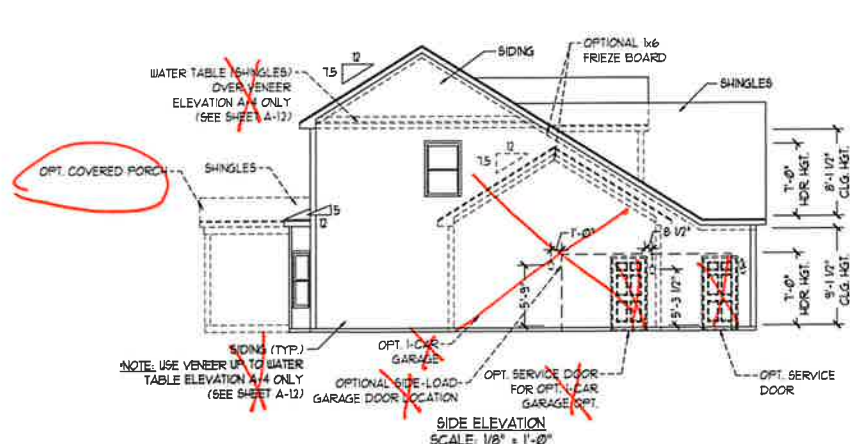 SIDING
OPTIONAL 1x6
FRIEZE BOARD
12
7.5
WATER TABLE (SHINGLES)
OVER VENEER
ELEVATION A-4 ONLY
(SEE SHEET A-12)
SHINGLES
OPT. COVERED PORCH
SHINGLES
12
7.5
5
12
7'-0"
HDR. HGT.
8'-1 1/2"
CLG. HGT.
1'-0"
8 1/2"
5'-9"
5'-3 1/2"
7'-0"
HDR. HGT.
9'-1 1/2"
CLG. HGT.
SIDING (TYP.)
*NOTE: USE VENEER UP TO WATER
TABLE ELEVATION A-4 ONLY
(SEE SHEET A-12)
OPT. 1-CAR
GARAGE
OPTIONAL SIDE-LOAD
GARAGE DOOR LOCATION
OPT. SERVICE DOOR
FOR OPT. 1-CAR
GARAGE OPT.
OPT. SERVICE
DOOR
SIDE ELEVATION
SCALE: 1/8" = 1'-0"